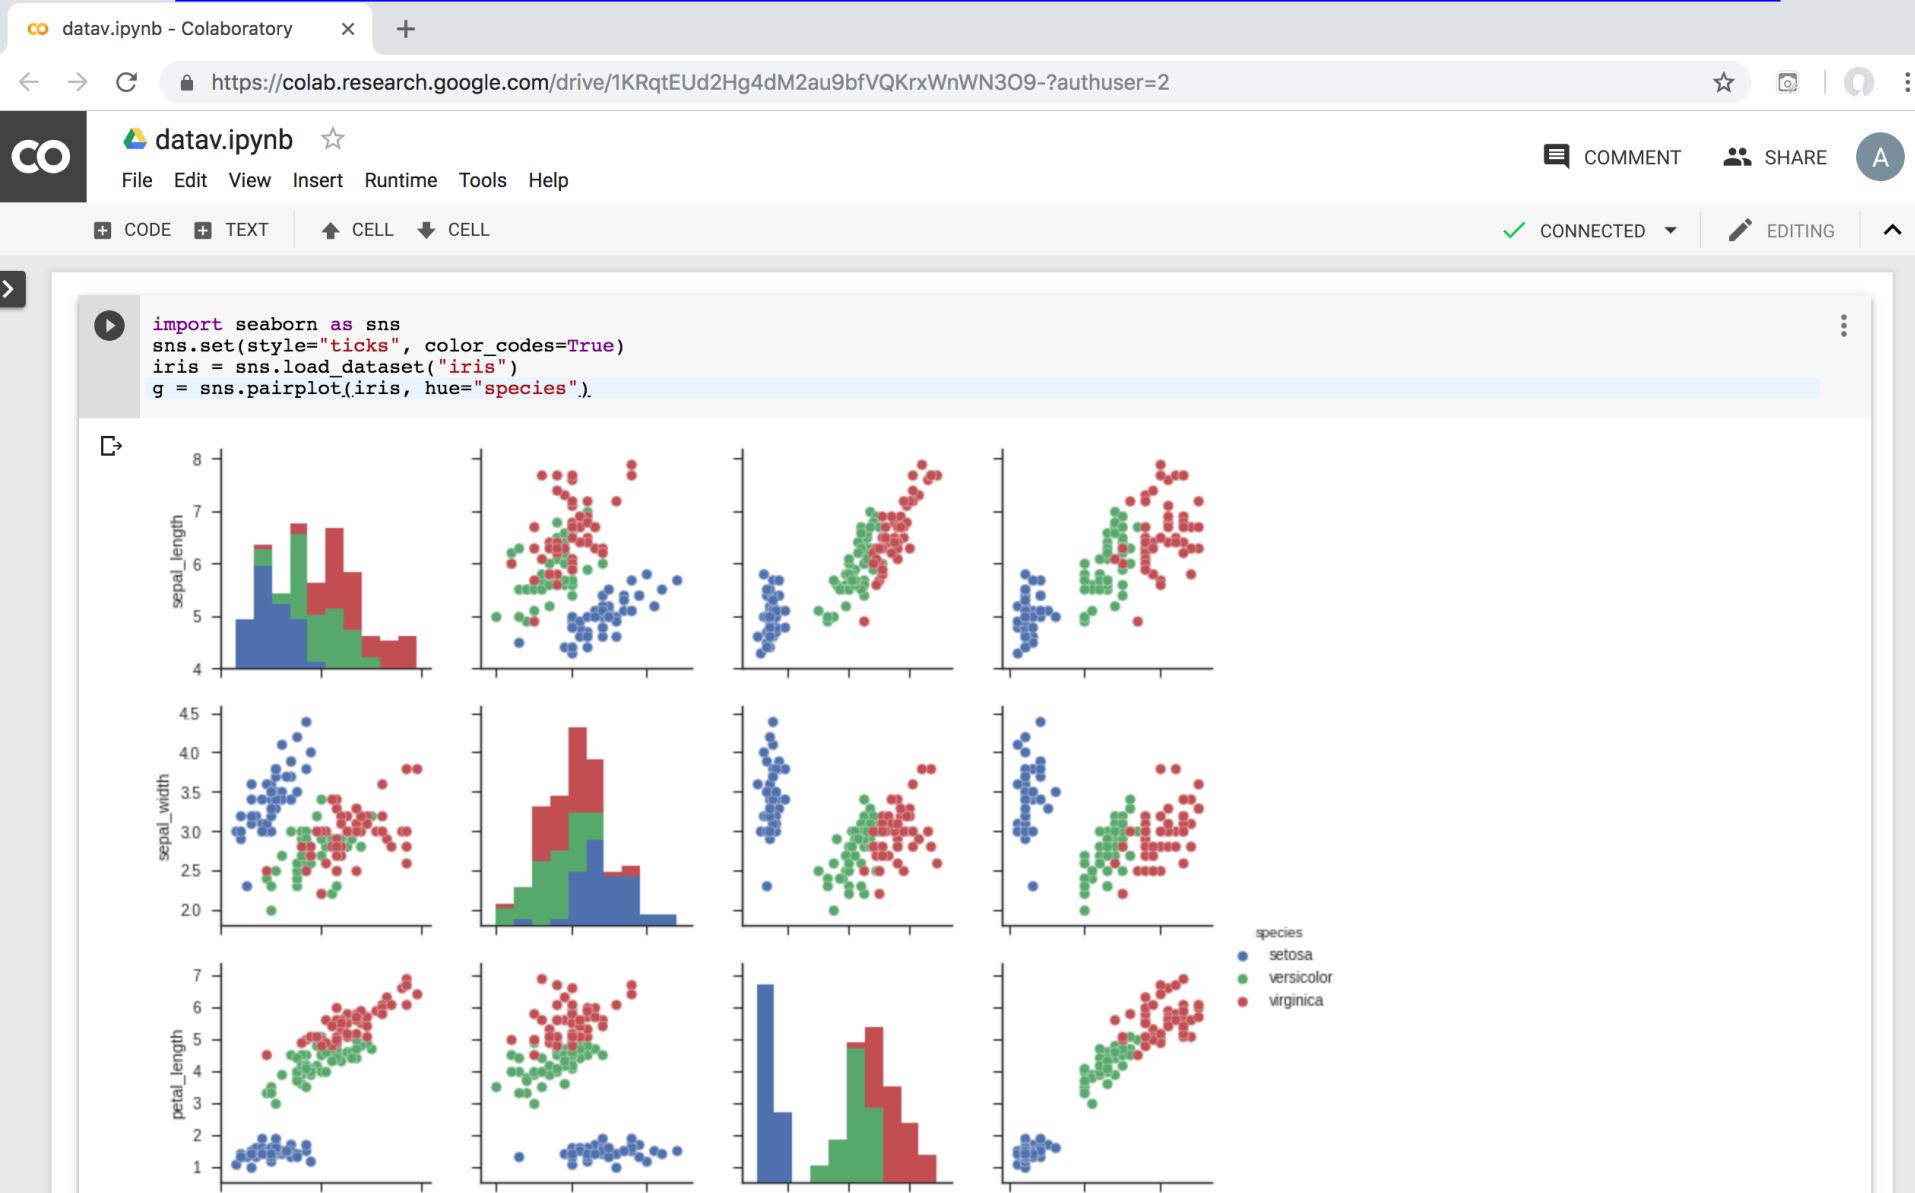 datav.ipynb - Colaboratory
https://colab.research.google.com/drive/1KRqtEUd2Hg4dM2au9bfVQKrxWnWN3O9-?authuser=2
CO
datav.ipynb
COMMENT SHARE A
File Edit View Insert Runtime Tools Help
CODE TEXT CELL CELL CONNECTED EDITING
import seaborn as sns
sns.set(style="ticks", color_codes=True)
iris = sns.load_dataset("iris")
g = sns.pairplot(iris, hue="species")
8
7
6
5
4
sepal_length
4.5
4.0
3.5
3.0
2.5
2.0
sepal_width
species
setosa
versicolor
virginica
7
6
5
4
3
2
1
petal_length